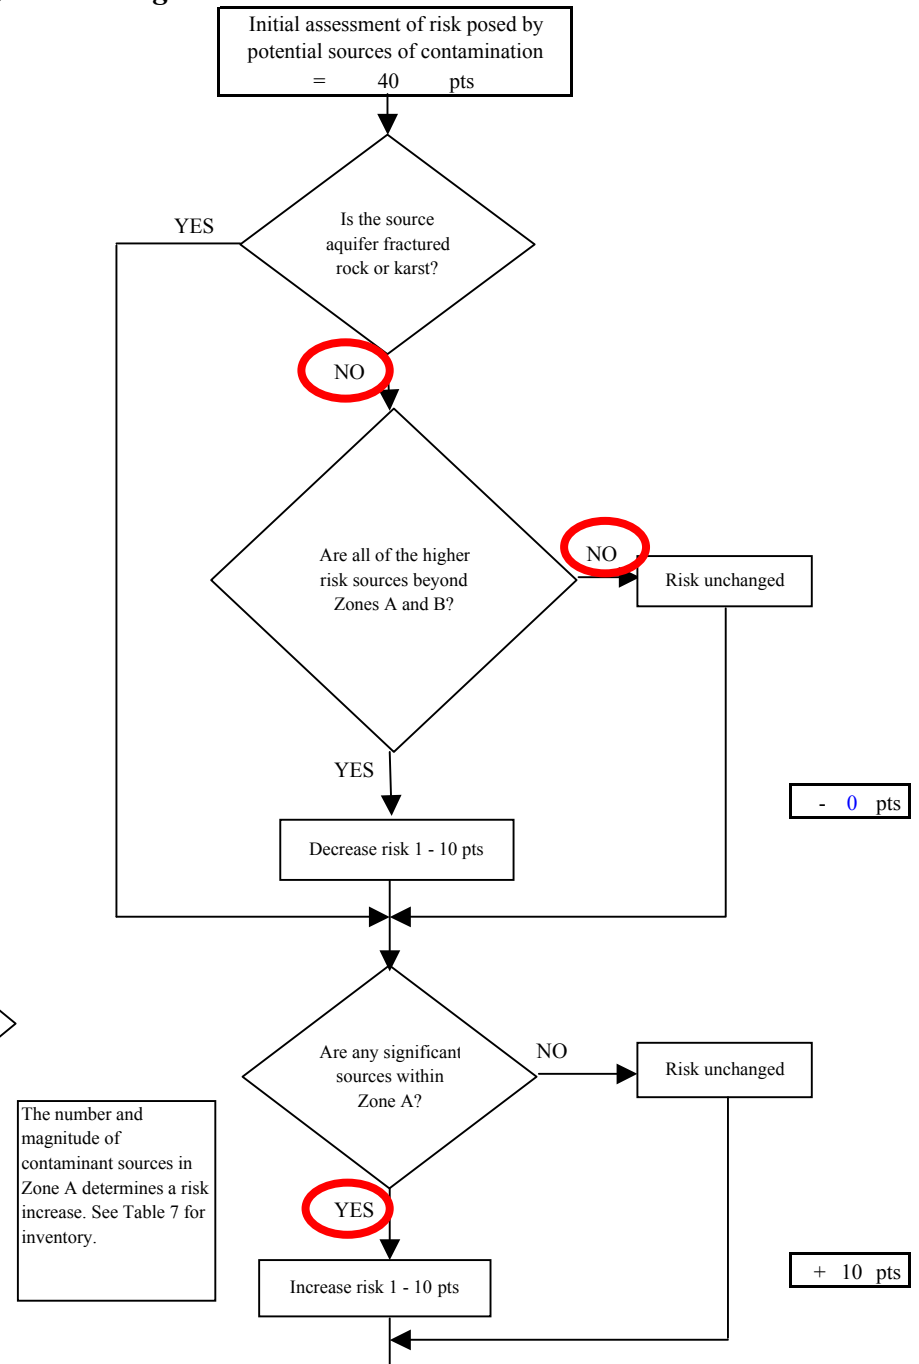 Initial assessment of risk posed by
potential sources of contamination
= 40 pts
YES
Is the source
aquifer fractured
rock or karst?
NO
Are all of the higher
risk sources beyond
Zones A and B?
NO
Risk unchanged
YES
- 0 pts
Decrease risk 1 - 10 pts
Are any significant
sources within
Zone A?
NO
Risk unchanged
The number and
magnitude of
contaminant sources in
Zone A determines a risk
increase. See Table 7 for
inventory.
YES
+ 10 pts
Increase risk 1 - 10 pts